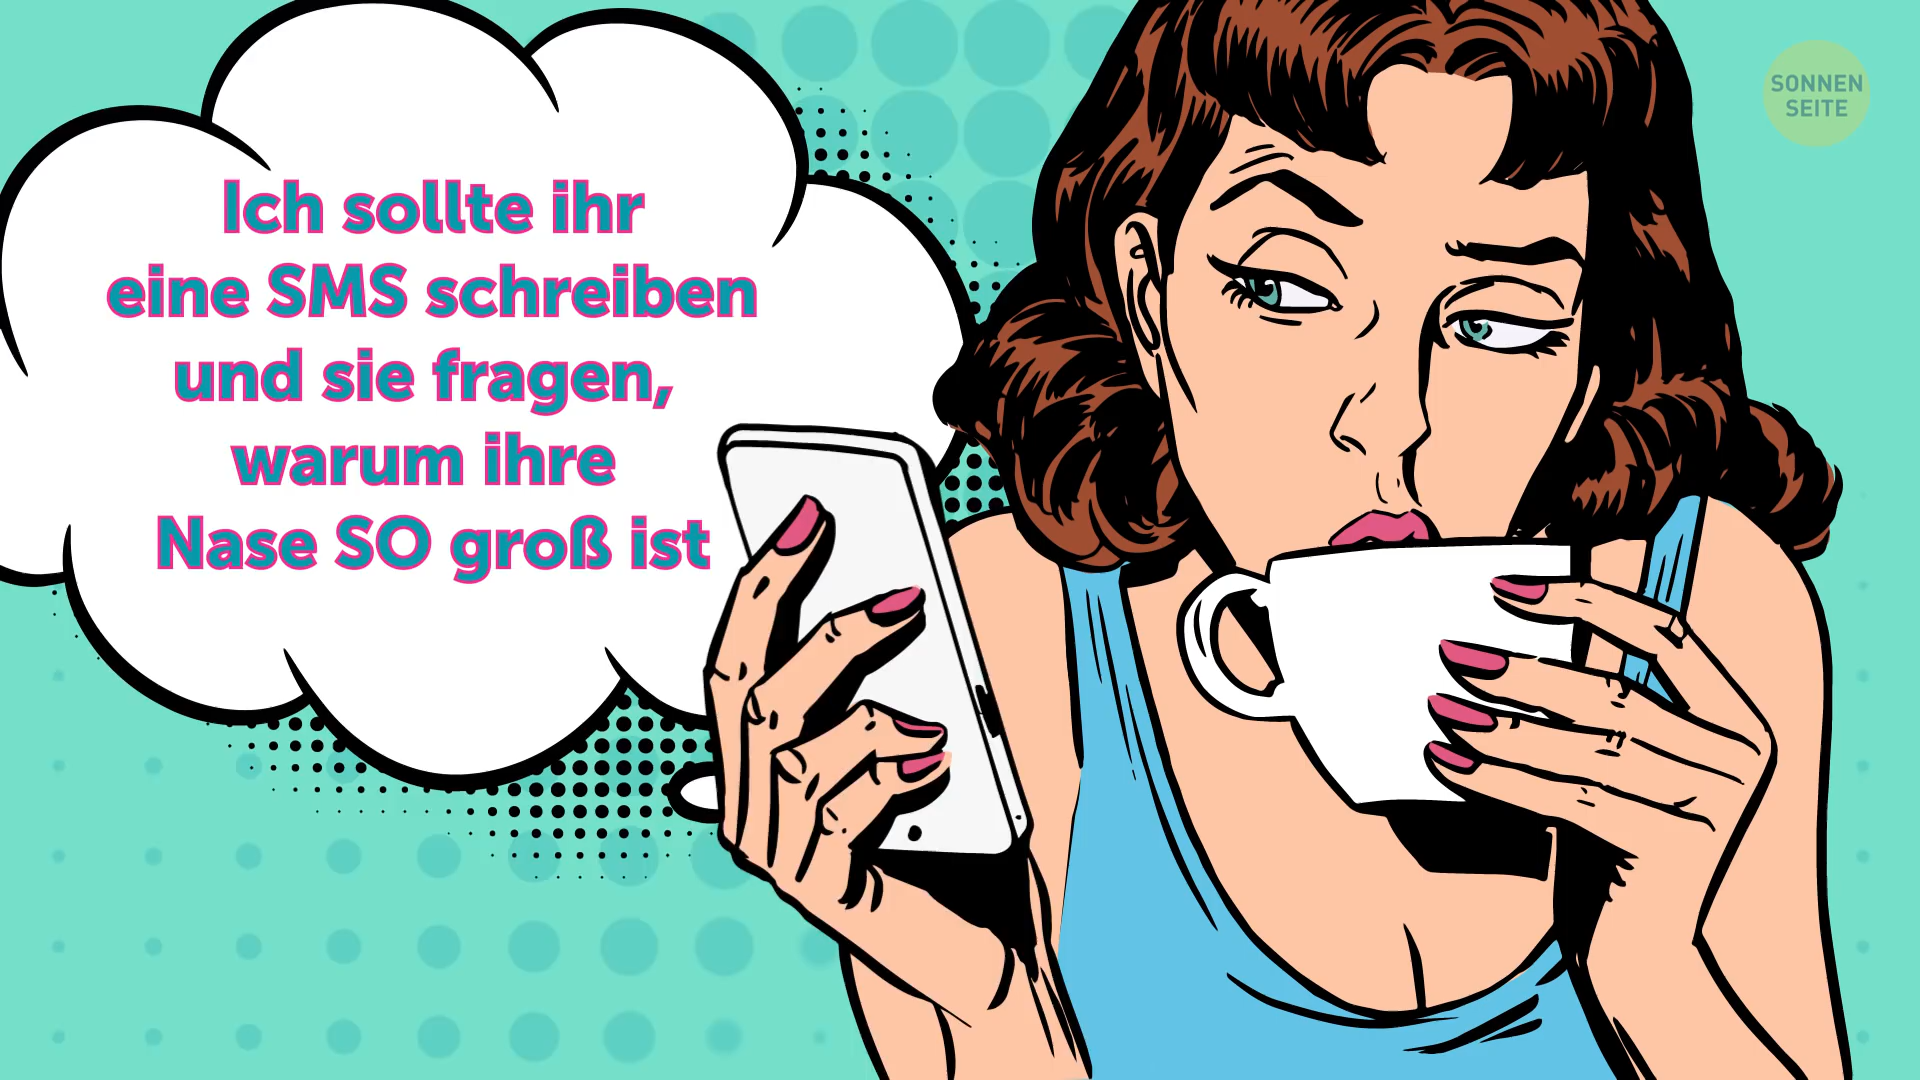 Ich sollte ihr
eine SMS schreiben
und sie fragen,
warum ihre
Nase SO groß ist
SONNEN
SEITE